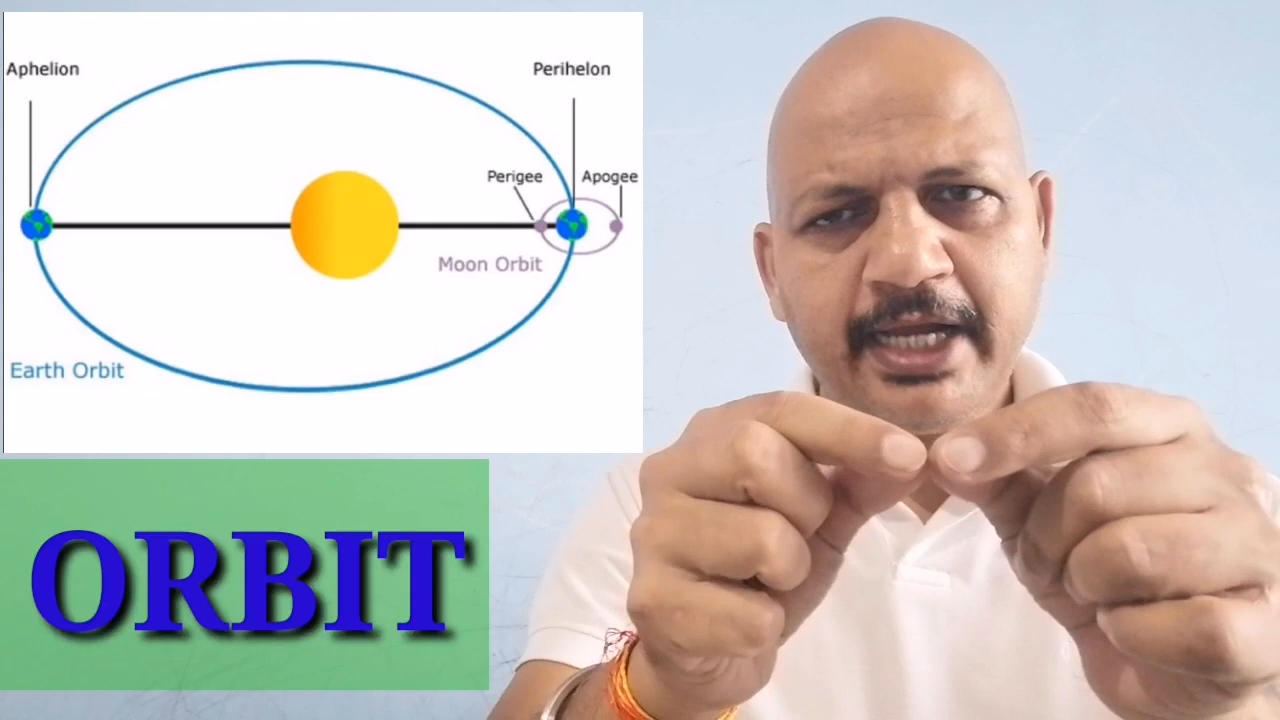 Aphelion
Perihelon
Perigee
Apogee
Moon Orbit
Earth Orbit
ORBIT